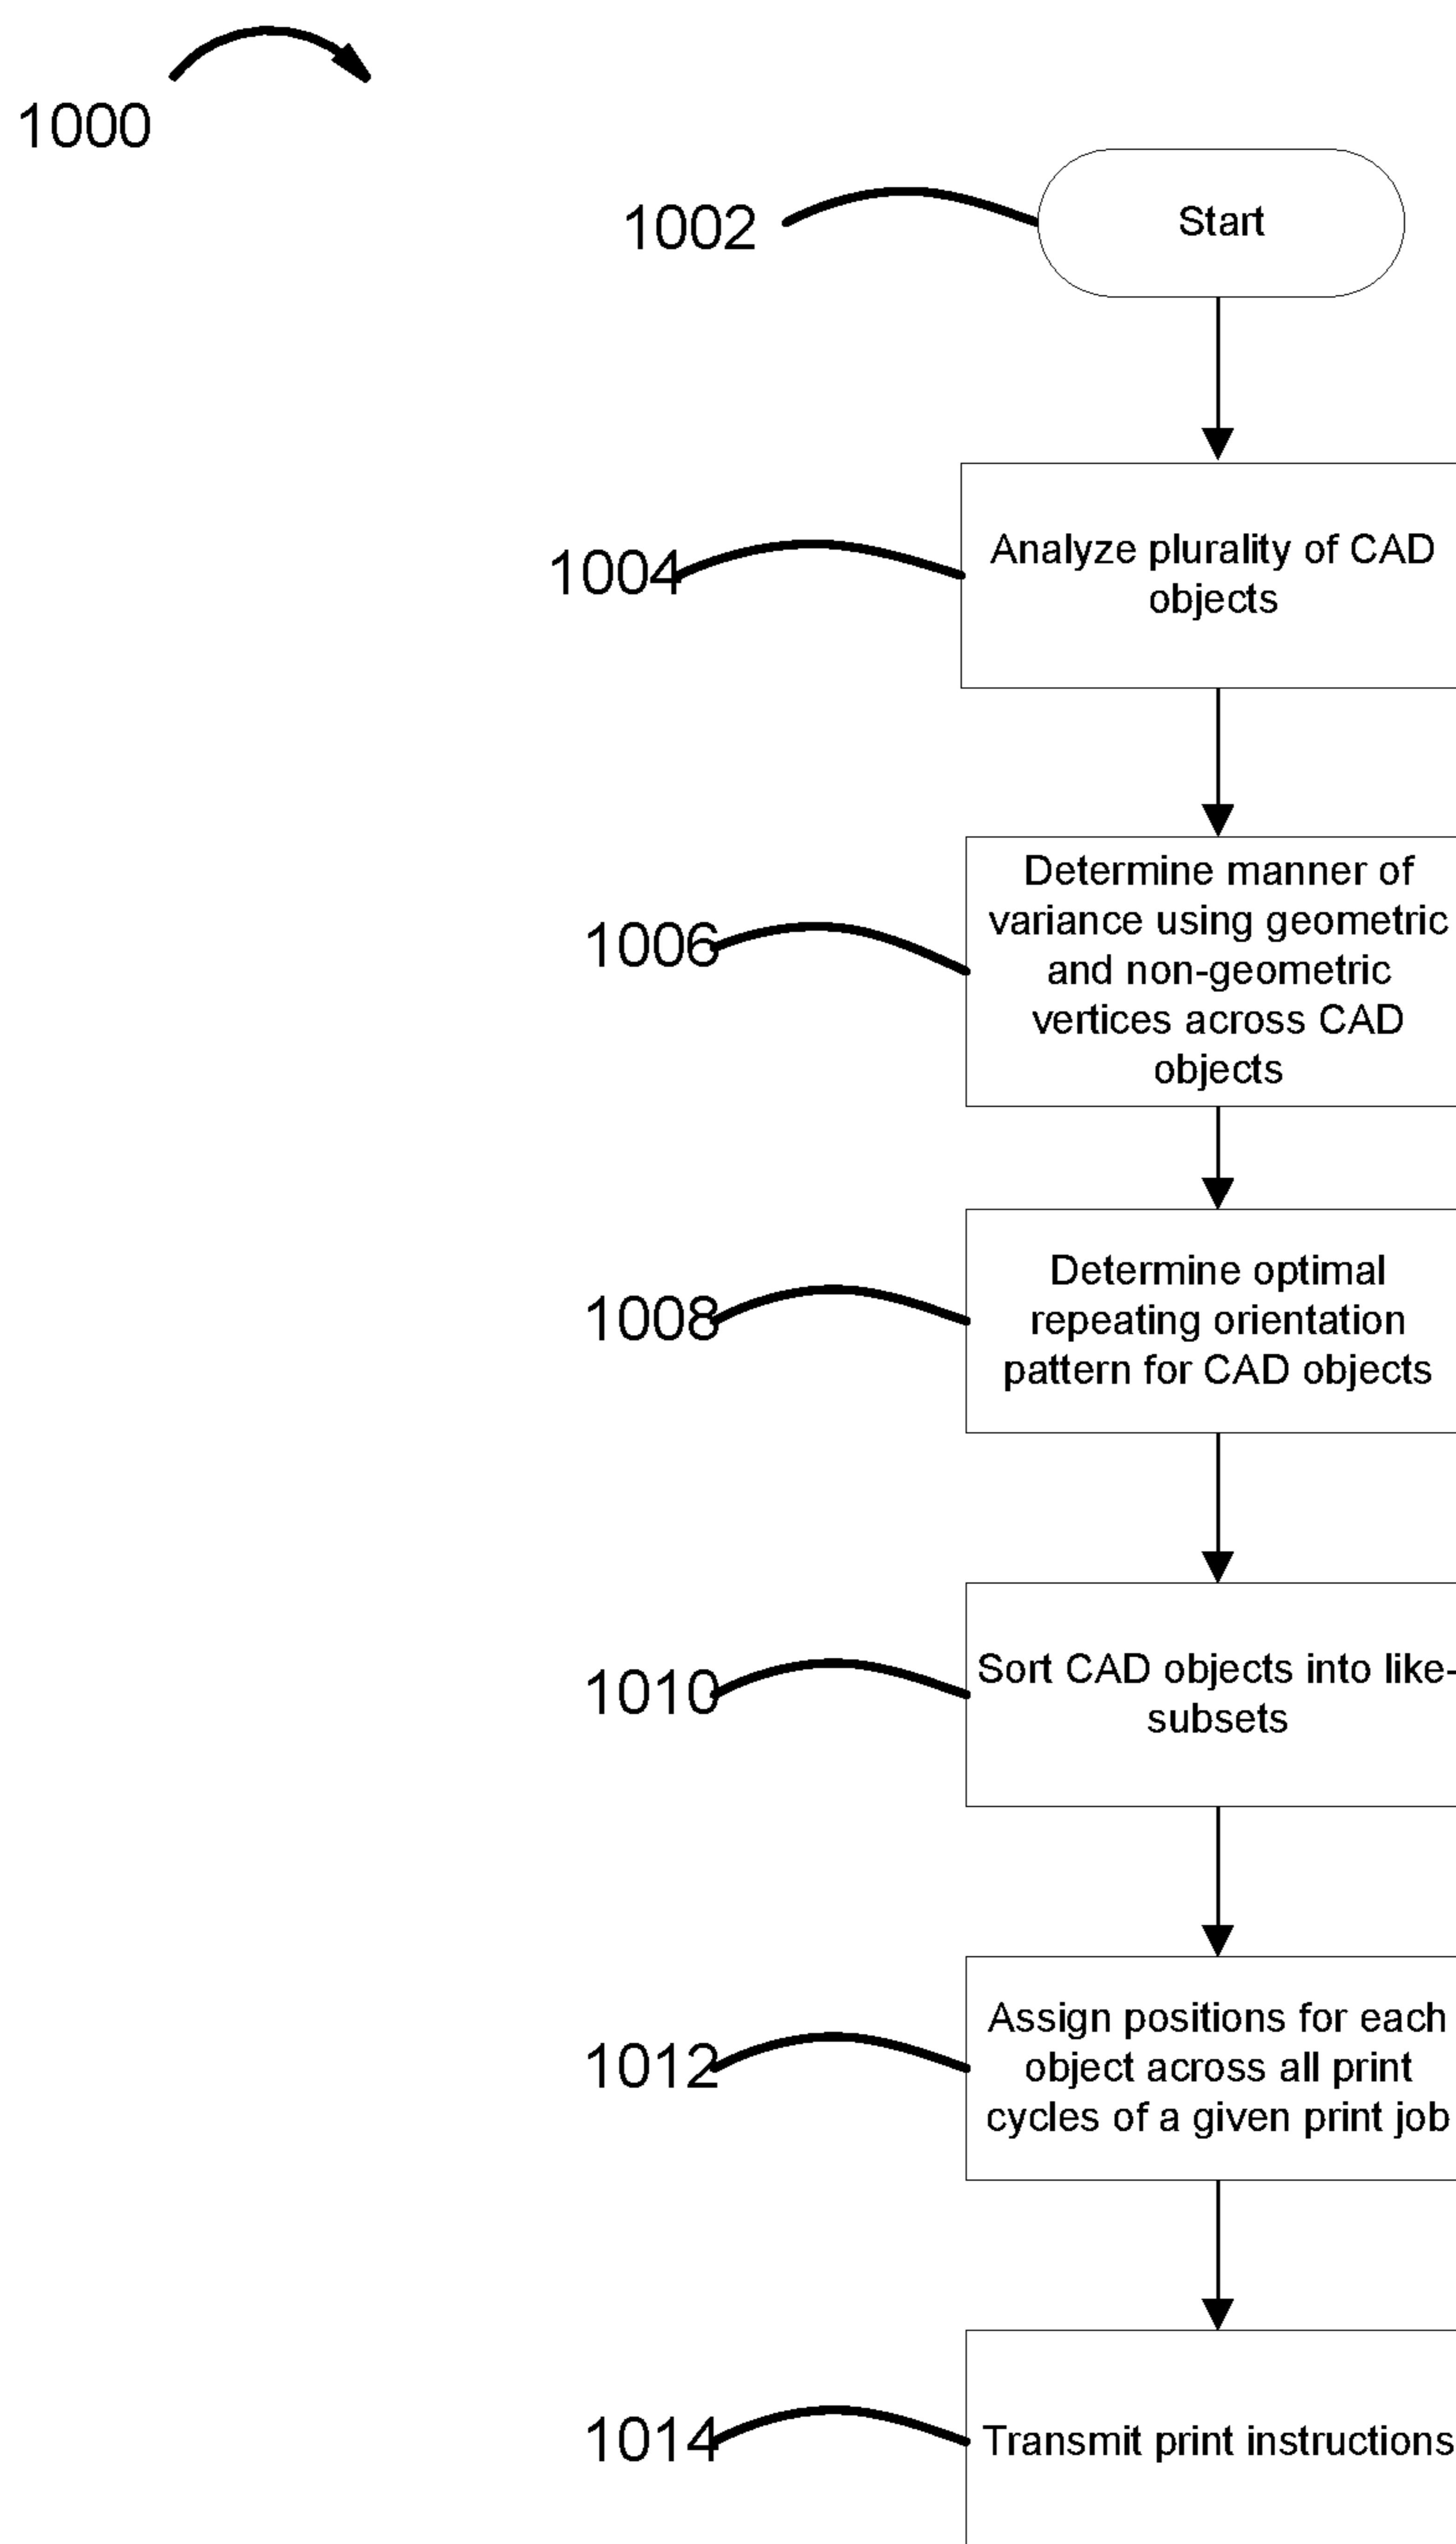 1000
1002
Start
1004
Analyze plurality of CAD
objects
1006
Determine manner of
variance using geometric
and non-geometric
vertices across CAD
objects
1008
Determine optimal
repeating orientation
pattern for CAD objects
1010
Sort CAD objects into like-
subsets
1012
Assign positions for each
object across all print
cycles of a given print job
1014
Transmit print instructions